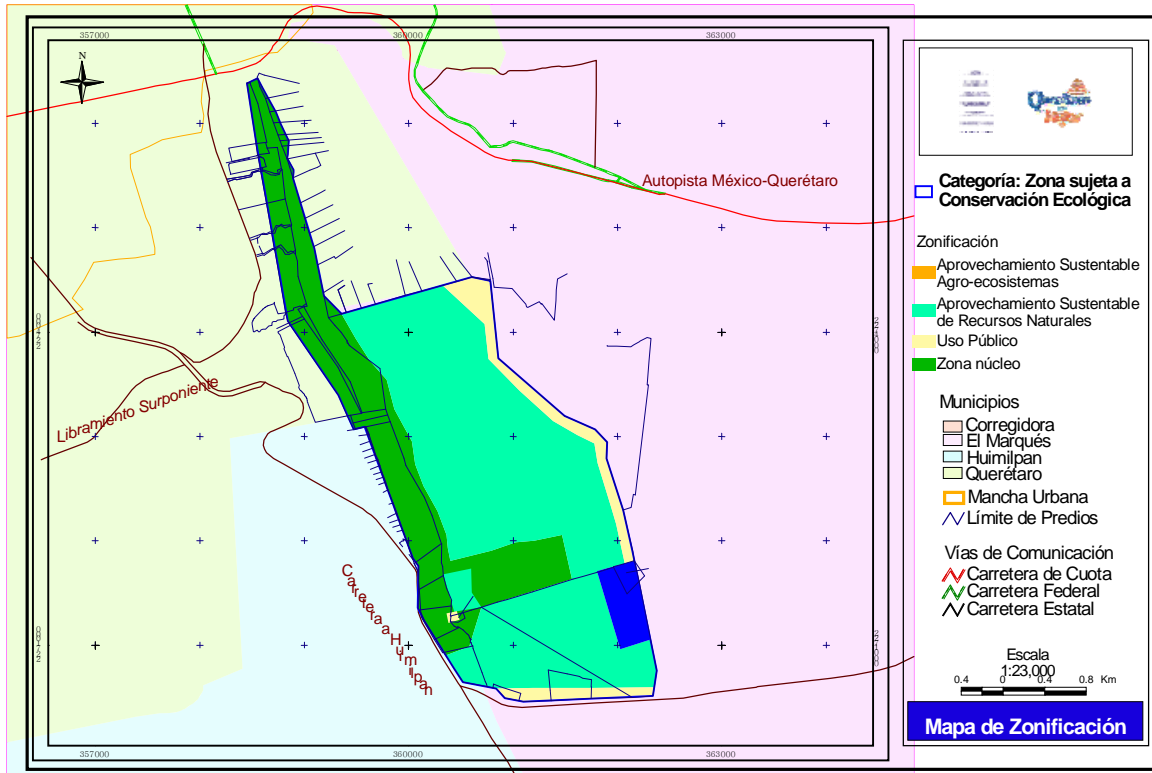 357000
360000
363000
N
Autopista México-Querétaro
Libramiento Surponiente
Carretera a Huimilpan
357000
360000
363000
Categoría: Zona sujeta a
Conservación Ecológica
Zonificación
Aprovechamiento Sustentable
Agro-ecosistemas
Aprovechamiento Sustentable
de Recursos Naturales
Uso Público
Zona núcleo
Municipios
Corregidora
El Marqués
Huimilpan
Querétaro
Mancha Urbana
Límite de Predios
Vías de Comunicación
Carretera de Cuota
Carretera Federal
Carretera Estatal
Escala
1:23,000
0.4 0 0.4 0.8 Km
Mapa de Zonificación